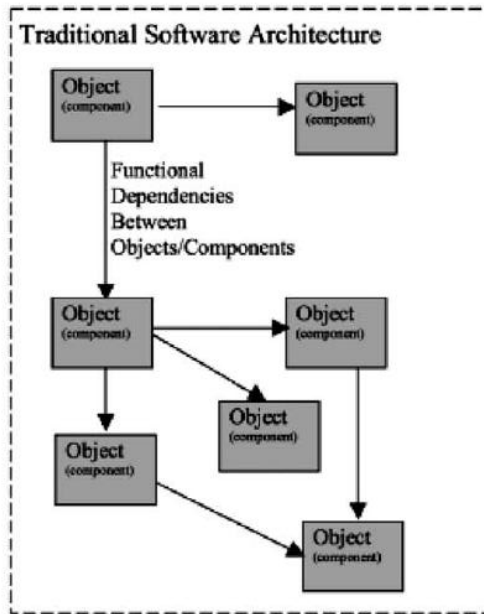 Traditional Software Architecture
Object
(component)
Object
(component)
Functional
Dependencies
Between
Objects/Components
Object
(component)
Object
(component)
Object
(component)
Object
(component)
Object
(component)